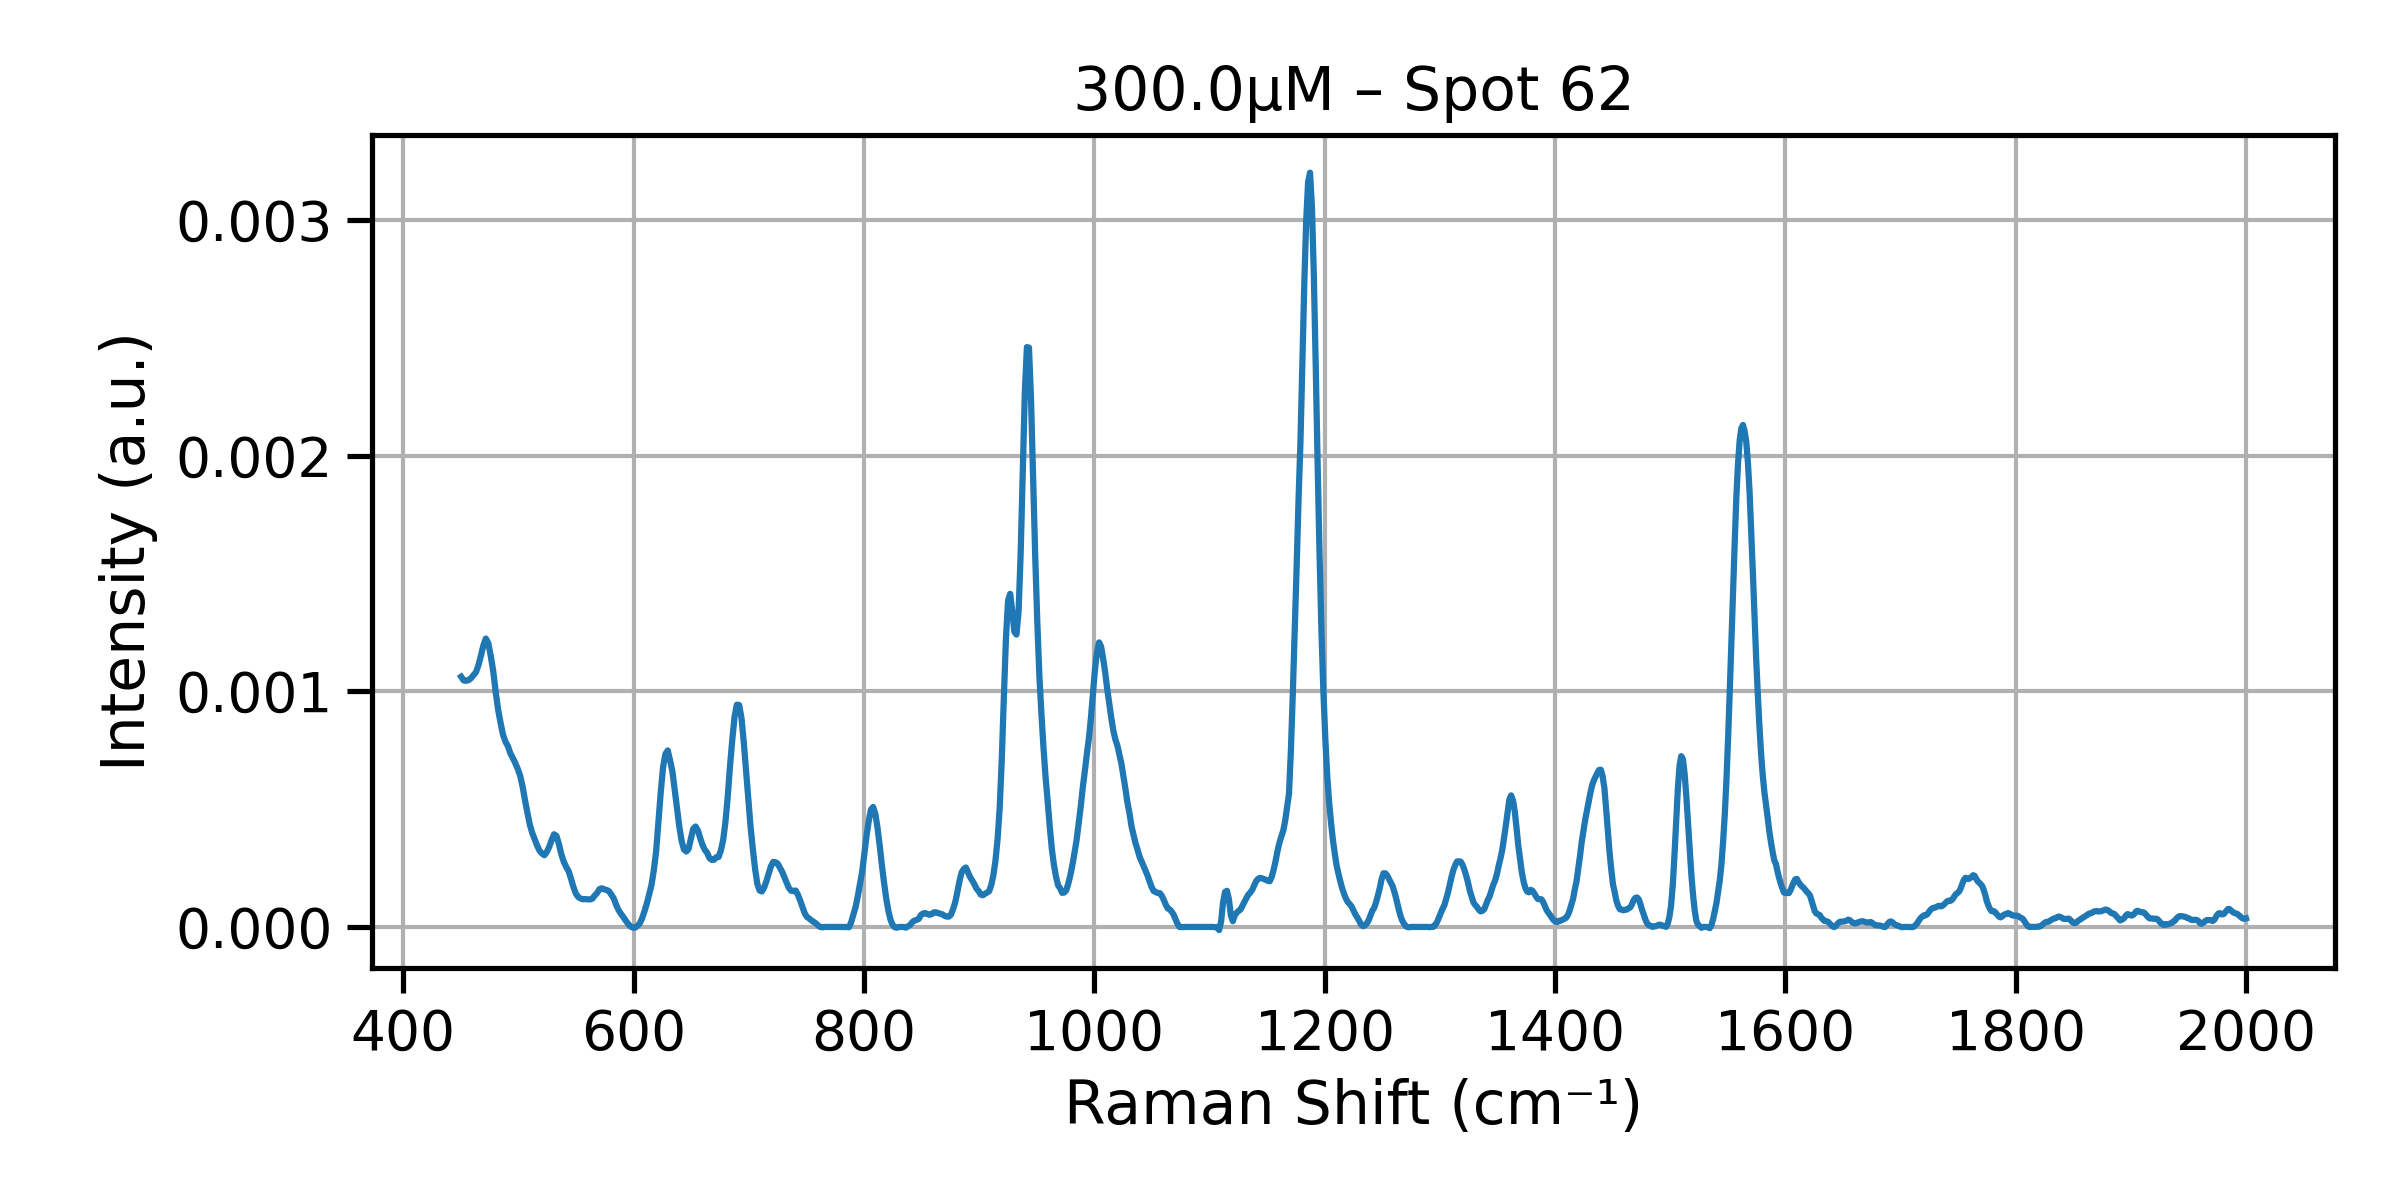 300.0µM – Spot 62
Intensity (a.u.)
0.003
0.002
0.001
0.000
400 600 800 1000 1200 1400 1600 1800 2000
Raman Shift (cm⁻¹)